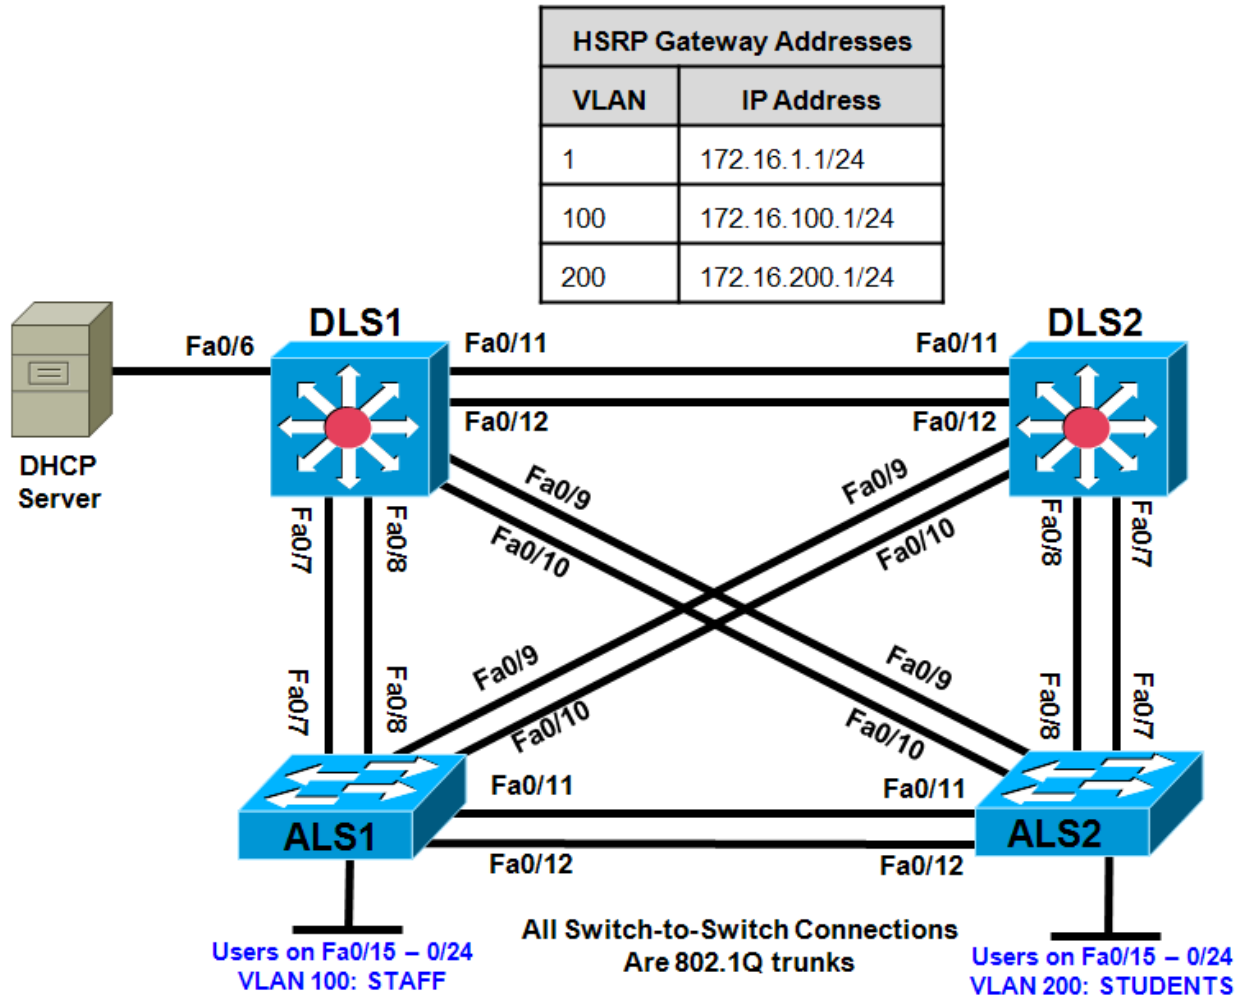 HSRP Gateway Addresses
VLAN IP Address
1 172.16.1.1/24
100 172.16.100.1/24
200 172.16.200.1/24
DLS1
DLS2
Fa0/6
Fa0/11
Fa0/11
Fa0/12
Fa0/12
DHCP
Server
Fa0/9
Fa0/9
Fa0/7
Fa0/8
Fa0/10
Fa0/10
Fa0/8
Fa0/7
Fa0/7
Fa0/8
Fa0/9
Fa0/10
Fa0/9
Fa0/10
Fa0/8
Fa0/7
Fa0/11
Fa0/11
ALS1
ALS2
Fa0/12
Fa0/12
Users on Fa0/15 – 0/24
VLAN 100: STAFF
All Switch-to-Switch Connections
Are 802.1Q trunks
Users on Fa0/15 – 0/24
VLAN 200: STUDENTS